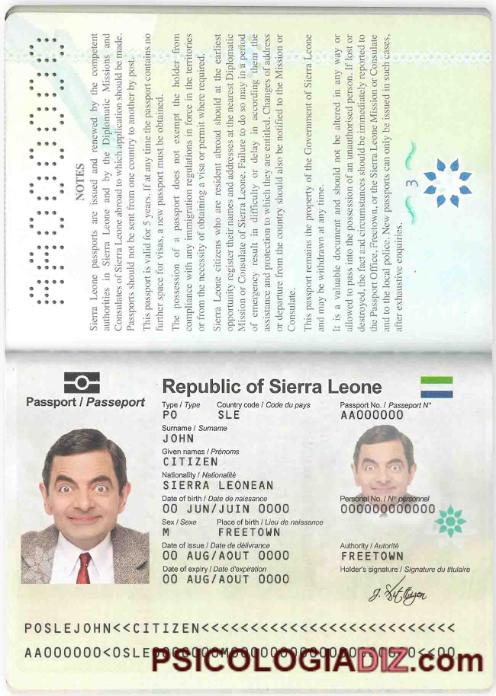 AA000000
NOTES
Sierra Leone passports are issued and renewed by the competent
authorities in Sierra Leone and by the Diplomatic Missions and
Consulates of Sierra Leone abroad to which application should be made.
Passports should not be sent from one country to another by post.
This passport is valid for 5 years. If at any time the passport contains no
further space for visas, a new passport must be obtained.
The possession of a passport does not exempt the holder from
compliance with any immigration regulations in force in the territories
or from the necessity of obtaining a visa or permit where required.
Sierra Leone citizens who are resident abroad should at the earliest
opportunity register their names and addresses at the nearest Diplomatic
Mission or Consulate of Sierra Leone. Failure to do so may in a period
of emergency result in difficulty or delay in according them the
assistance and protection to which they are entitled. Changes of address
or departure from the country should also be notified to the Mission or
Consulate.
This passport remains the property of the Government of Sierra Leone
and may be withdrawn at any time.
It is a valuable document and should not be altered in any way or
allowed to pass into the possession of an unauthorised person. If lost or
destroyed, the fact and circumstances should be immediately reported to
the Passport Office, Freetown, or the Sierra Leone Mission or Consulate
and to the local police. New passports can only be issued in such cases,
after exhaustive enquiries.
3
Passport / Passeport
Republic of Sierra Leone
Type / Type Country code / Code du pays Passport No. / Passeport N°
PO SLE AA000000
Surname / Surname
JOHN
Given names / Prénoms
CITIZEN
Nationality / Nationalité
SIERRA LEONEAN
Date of birth / Date de naissance Personal No. / N° personnel
00 JUN/JUIN 0000 000000000000
Sex / Sexe Place of birth / Lieu de naissance
M FREETOWN
Date of issue / Date de délivrance Authority / Autorité
00 AUG/AOUT 0000 FREETOWN
Date of expiry / Date d'expiration Holder's signature / Signature du titulaire
00 AUG/AOUT 0000
POSLEJOHN<<CITIZEN<<<<<<<<<<<<<<<<<<<<<<<<<<
PSICOLOGIADIZ.com